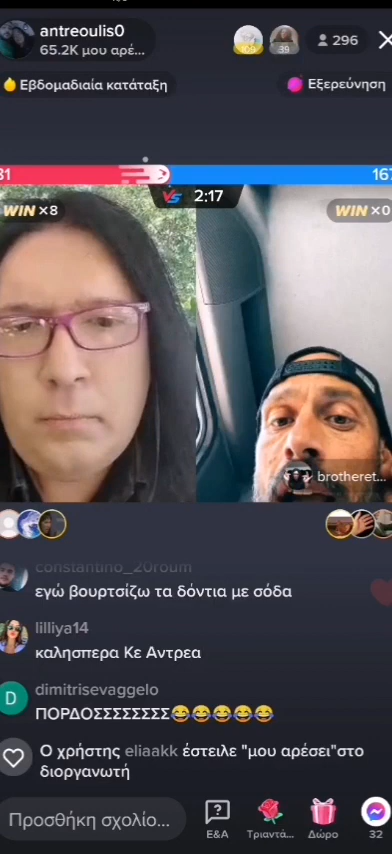 antreoulis0
65.2K μου αρέ...
109
39
296
Εβδομαδιαία κατάταξη
Εξερεύνηση
31
167
VS 2:17
WIN ×8
WIN ×0
brotheret...
constantino_20roum
εγώ βουρτσίζω τα δόντια με σόδα
lilliya14
καλησπερα Κε Αντρεα
D
dimitrisevaggelo
ΠΟΡΔΟΣΣΣΣΣΣΣΣ😂😂😂😂😂
Ο χρήστης eliaakk έστειλε "μου αρέσει"στο
διοργανωτή
Προσθήκη σχολίο...
Ε&Α
Τριαντά...
Δώρο
32